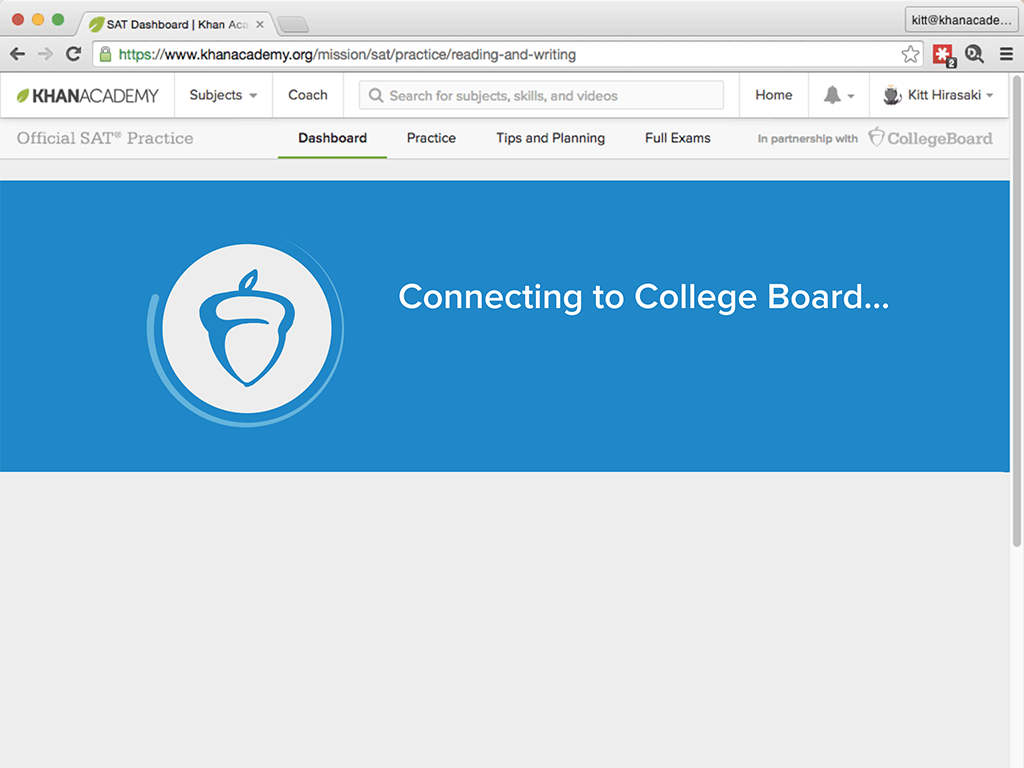 SAT Dashboard | Khan Aca
kitt@khanacade...
https://www.khanacademy.org/mission/sat/practice/reading-and-writing
2
KHANACADEMY
Subjects
Coach
Search for subjects, skills, and videos
Home
Kitt Hirasaki
Official SAT® Practice
Dashboard
Practice
Tips and Planning
Full Exams
In partnership with
CollegeBoard
Connecting to College Board...